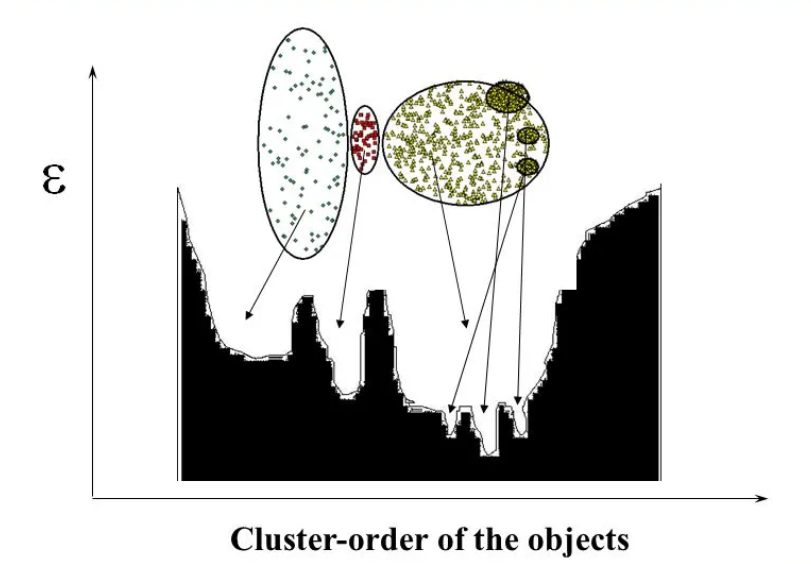 ε
Cluster-order of the objects